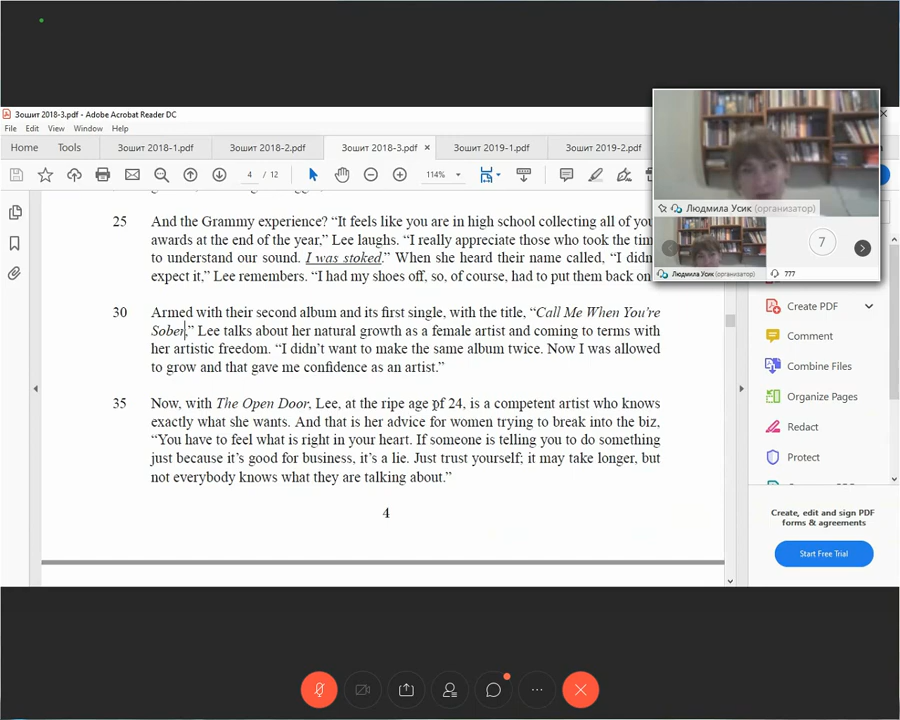 Зошит 2018-3.pdf - Adobe Acrobat Reader DC
File Edit View Window Help
Home Tools Зошит 2018-1.pdf Зошит 2018-2.pdf Зошит 2018-3.pdf × Зошит 2019-1.pdf Зошит 2019-2.pdf
4 / 12 114%
25 And the Grammy experience? “It feels like you are in high school collecting all of you
awards at the end of the year,” Lee laughs. “I really appreciate those who took the tim
to understand our sound. I was stoked.” When she heard their name called, “I didn
expect it,” Lee remembers. “I had my shoes off, so, of course, had to put them back on
30 Armed with their second album and its first single, with the title, “Call Me When You're
Sober,” Lee talks about her natural growth as a female artist and coming to terms with
her artistic freedom. “I didn’t want to make the same album twice. Now I was allowed
to grow and that gave me confidence as an artist.”
35 Now, with The Open Door, Lee, at the ripe age of 24, is a competent artist who knows
exactly what she wants. And that is her advice for women trying to break into the biz,
“You have to feel what is right in your heart. If someone is telling you to do something
just because it’s good for business, it’s a lie. Just trust yourself; it may take longer, but
not everybody knows what they are talking about.”
4
Людмила Усик (организатор)
7
Людмила Усик (организатор)
777
Create PDF
Comment
Combine Files
Organize Pages
Redact
Protect
Create, edit and sign PDF
forms & agreements
Start Free Trial